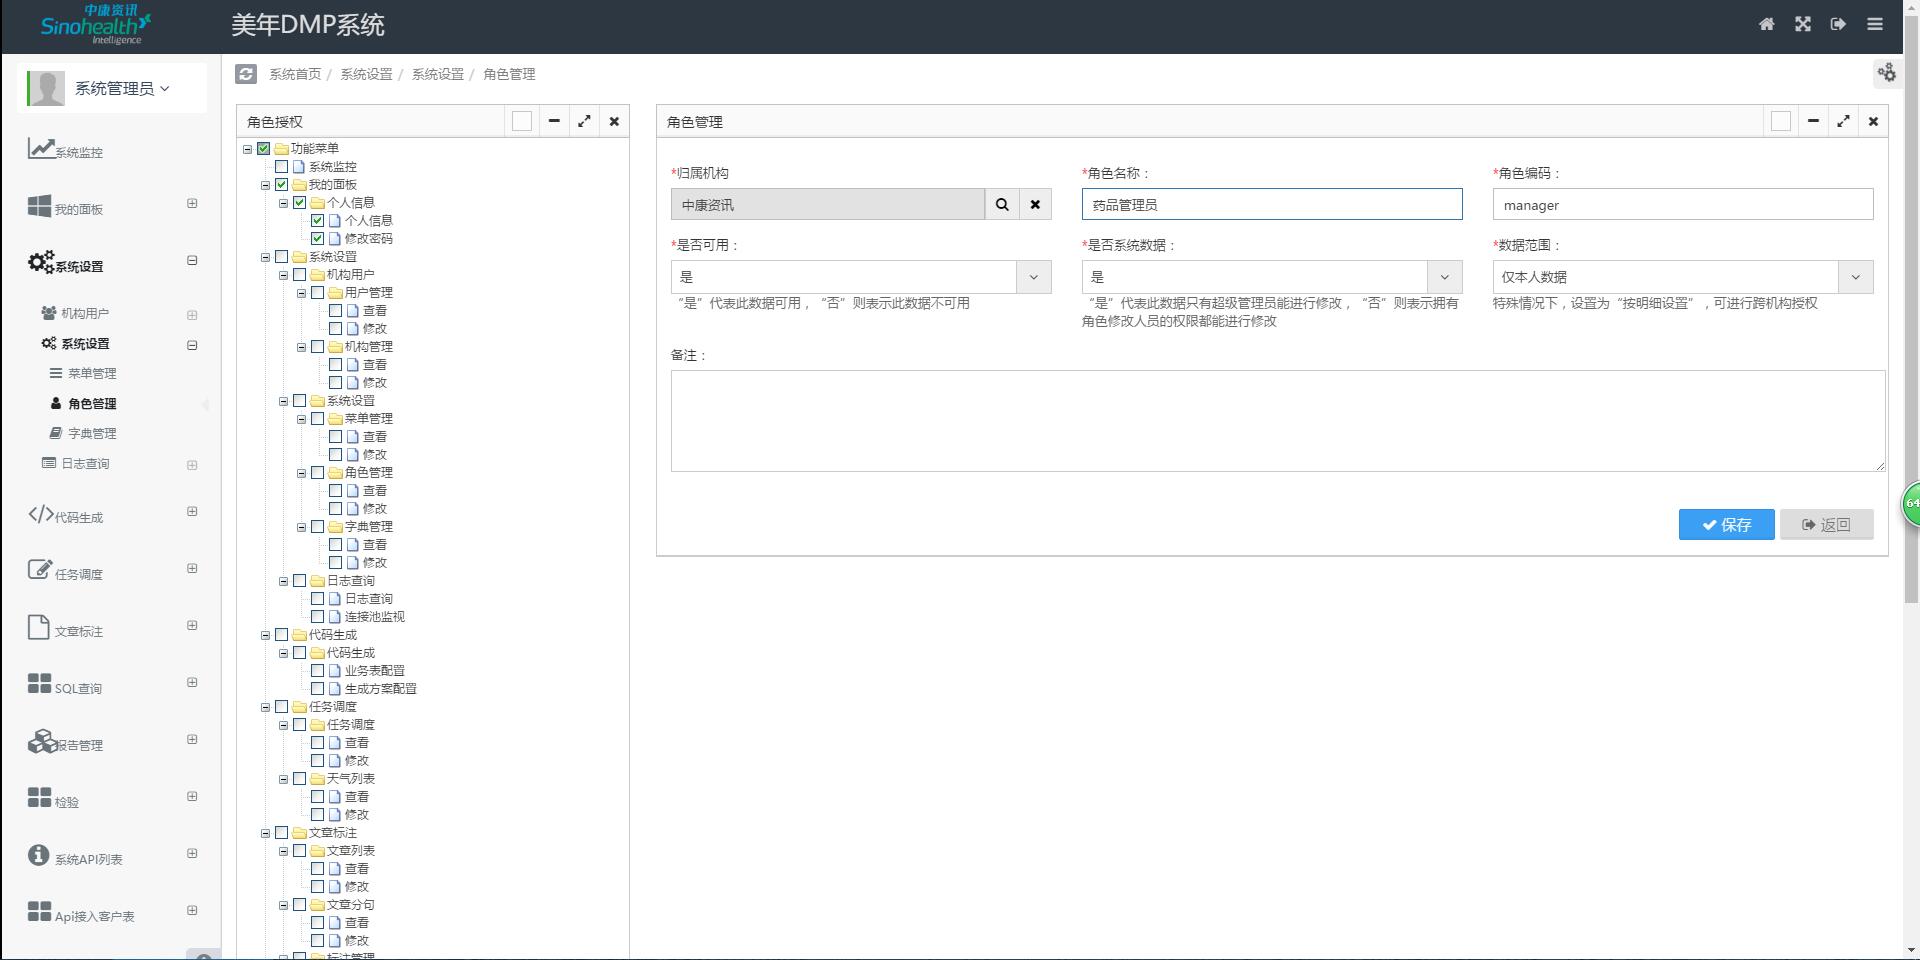 中康资讯
Sinohealth
Intelligence
美年DMP系统
系统管理员
系统监控
我的面板
系统设置
机构用户
系统设置
菜单管理
角色管理
字典管理
日志查询
代码生成
任务调度
文章标注
SQL查询
报告管理
检验
系统API列表
Api接入客户表
系统首页 / 系统设置 / 系统设置 / 角色管理
角色授权
功能菜单
系统监控
我的面板
个人信息
个人信息
修改密码
系统设置
机构用户
用户管理
查看
修改
机构管理
查看
修改
系统设置
菜单管理
查看
修改
角色管理
查看
修改
字典管理
查看
修改
日志查询
日志查询
连接池监视
代码生成
代码生成
业务表配置
生成方案配置
任务调度
任务调度
查看
修改
天气列表
查看
修改
文章标注
文章列表
查看
修改
文章分句
查看
修改
标注管理
角色管理
*归属机构
中康资讯
*角色名称：
药品管理员
*角色编码：
manager
*是否可用：
是
“是”代表此数据可用，“否”则表示此数据不可用
*是否系统数据：
是
“是”代表此数据只有超级管理员能进行修改，“否”则表示拥有
角色修改人员的权限都能进行修改
*数据范围：
仅本人数据
特殊情况下，设置为“按明细设置”，可进行跨机构授权
备注：
保存
返回
64